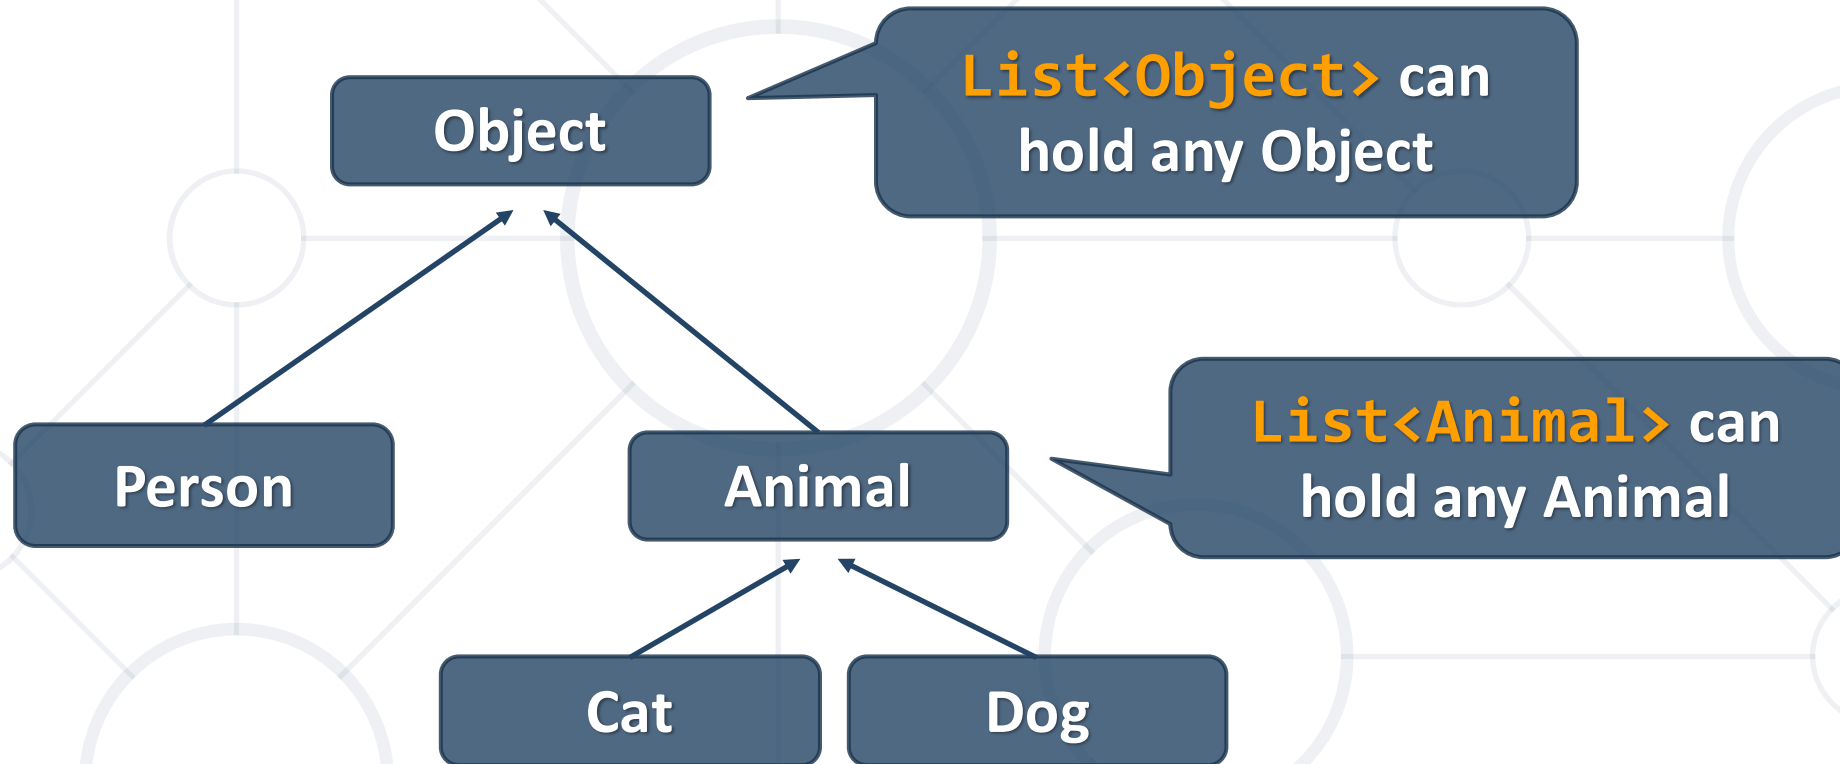 List<Object> can
hold any Object
Object
List<Animal> can
hold any Animal
Person
Animal
Cat
Dog